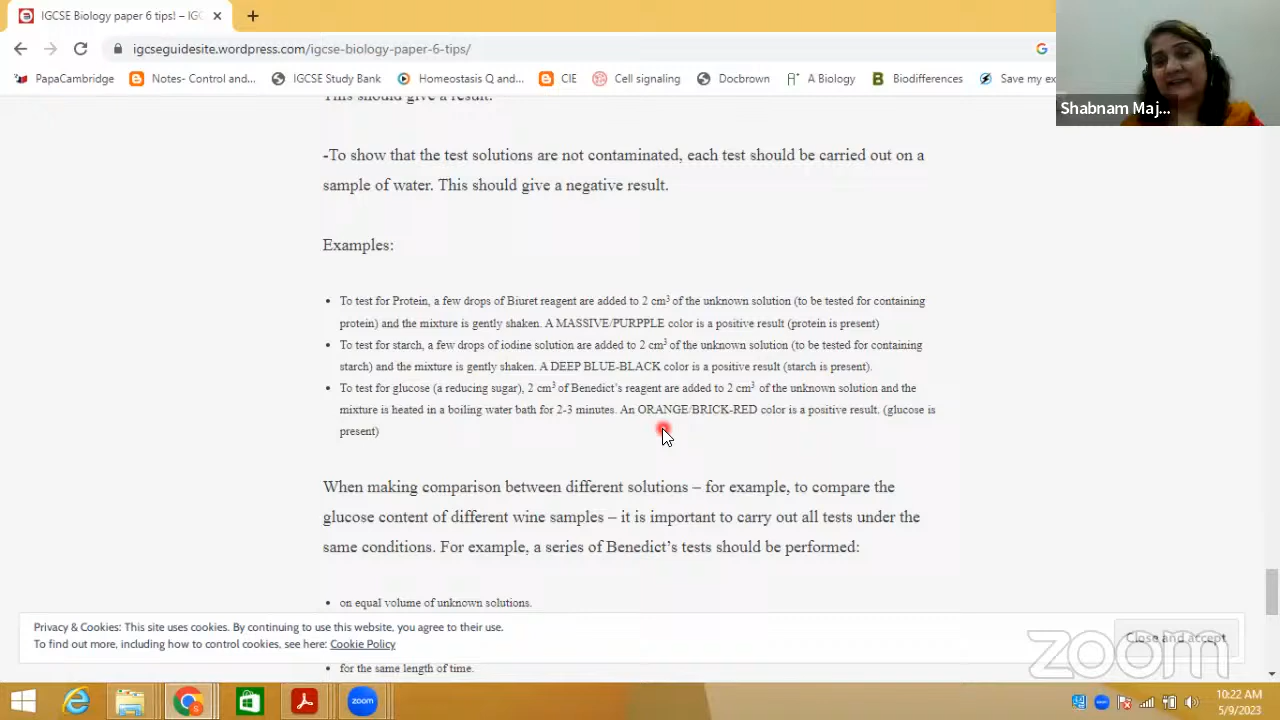 IGCSE Biology paper 6 tips! – IGC
igcseguidesite.wordpress.com/igcse-biology-paper-6-tips/
PapaCambridge
Notes- Control and...
IGCSE Study Bank
Homeostasis Q and...
CIE
Cell signaling
Docbrown
A Biology
Biodifferences
Save my ex
Shabnam Maj...
This should give a result.
-To show that the test solutions are not contaminated, each test should be carried out on a
sample of water. This should give a negative result.
Examples:
• To test for Protein, a few drops of Biuret reagent are added to 2 cm³ of the unknown solution (to be tested for containing
protein) and the mixture is gently shaken. A MASSIVE/PURPPLE color is a positive result (protein is present)
• To test for starch, a few drops of iodine solution are added to 2 cm³ of the unknown solution (to be tested for containing
starch) and the mixture is gently shaken. A DEEP BLUE-BLACK color is a positive result (starch is present).
• To test for glucose (a reducing sugar), 2 cm³ of Benedict’s reagent are added to 2 cm³ of the unknown solution and the
mixture is heated in a boiling water bath for 2-3 minutes. An ORANGE/BRICK-RED color is a positive result. (glucose is
present)
When making comparison between different solutions – for example, to compare the
glucose content of different wine samples – it is important to carry out all tests under the
same conditions. For example, a series of Benedict’s tests should be performed:
• on equal volume of unknown solutions.
Privacy & Cookies: This site uses cookies. By continuing to use this website, you agree to their use.
To find out more, including how to control cookies, see here: Cookie Policy
Close and accept
zoom
• for the same length of time.
zoom
10:22 AM
5/9/2023